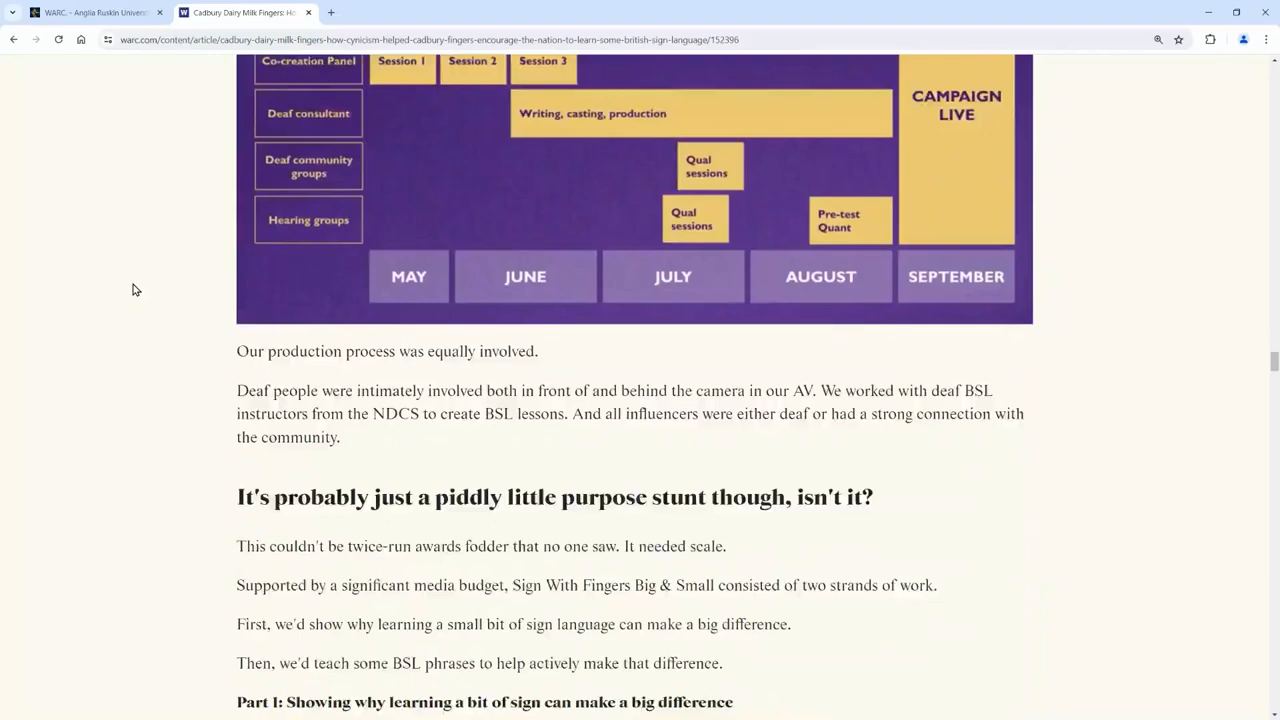 WARC. - Anglia Ruskin Univers
Cadbury Dairy Milk Fingers: Ho
warc.com/content/article/cadbury-dairy-milk-fingers-how-cynicism-helped-cadbury-fingers-encourage-the-nation-to-learn-some-british-sign-language/152396
Co-creation Panel
Session 1
Session 2
Session 3
CAMPAIGN
LIVE
Deaf consultant
Writing, casting, production
Deaf community
groups
Qual
sessions
Hearing groups
Qual
sessions
Pre-test
Quant
MAY
JUNE
JULY
AUGUST
SEPTEMBER
Our production process was equally involved.
Deaf people were intimately involved both in front of and behind the camera in our AV. We worked with deaf BSL
instructors from the NDCS to create BSL lessons. And all influencers were either deaf or had a strong connection with
the community.
It's probably just a piddly little purpose stunt though, isn't it?
This couldn't be twice-run awards fodder that no one saw. It needed scale.
Supported by a significant media budget, Sign With Fingers Big & Small consisted of two strands of work.
First, we'd show why learning a small bit of sign language can make a big difference.
Then, we'd teach some BSL phrases to help actively make that difference.
Part 1: Showing why learning a bit of sign can make a big difference